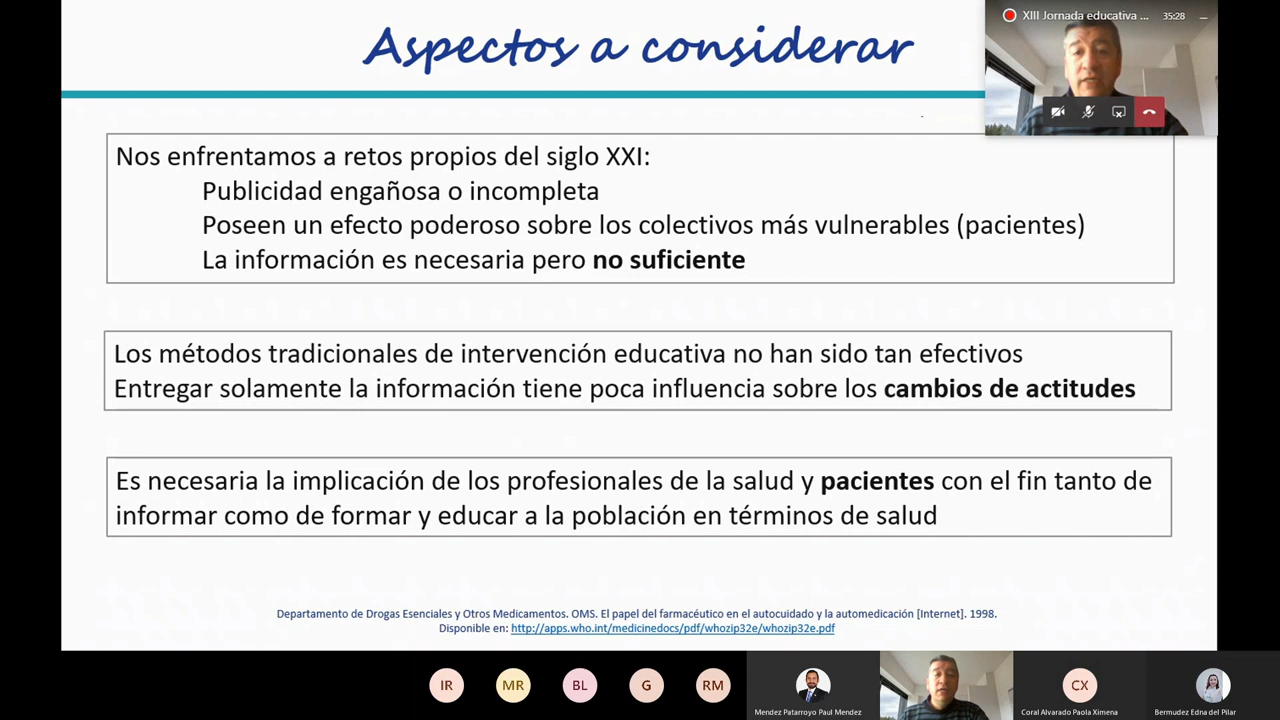 Aspectos a considerar
XIII Jornada educativa ...
35:28
Nos enfrentamos a retos propios del siglo XXI:
Publicidad engañosa o incompleta
Poseen un efecto poderoso sobre los colectivos más vulnerables (pacientes)
La información es necesaria pero no suficiente
Los métodos tradicionales de intervención educativa no han sido tan efectivos
Entregar solamente la información tiene poca influencia sobre los cambios de actitudes
Es necesaria la implicación de los profesionales de la salud y pacientes con el fin tanto de
informar como de formar y educar a la población en términos de salud
Departamento de Drogas Esenciales y Otros Medicamentos. OMS. El papel del farmacéutico en el autocuidado y la automedicación [Internet]. 1998.
Disponible en: http://apps.who.int/medicinedocs/pdf/whozip32e/whozip32e.pdf
IR
MR
BL
G
RM
CX
Mendez Patarroyo Paul Mendez
Coral Alvarado Paola Ximena
Bermudez Edna del Pilar